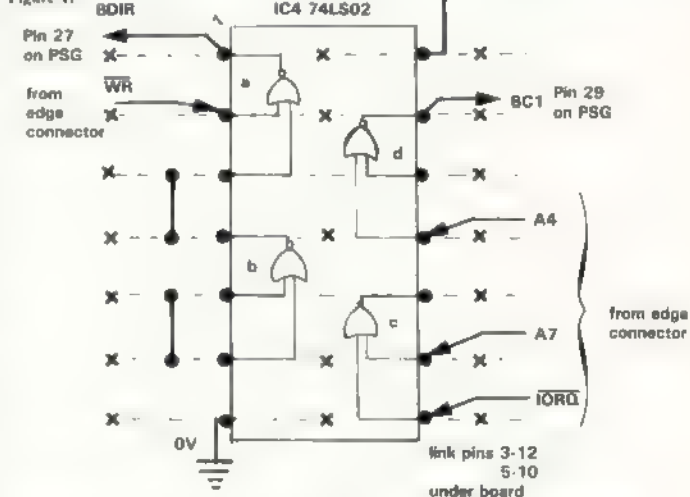 BDIR
IC4 74LS02
Pin 27
on PSG
WR
from
edge
connector
a
BC1 Pin 29
on PSG
d
A4
b
c
from edge
connector
A7
IORQ
0V
link pins 3-12
5-10
under board